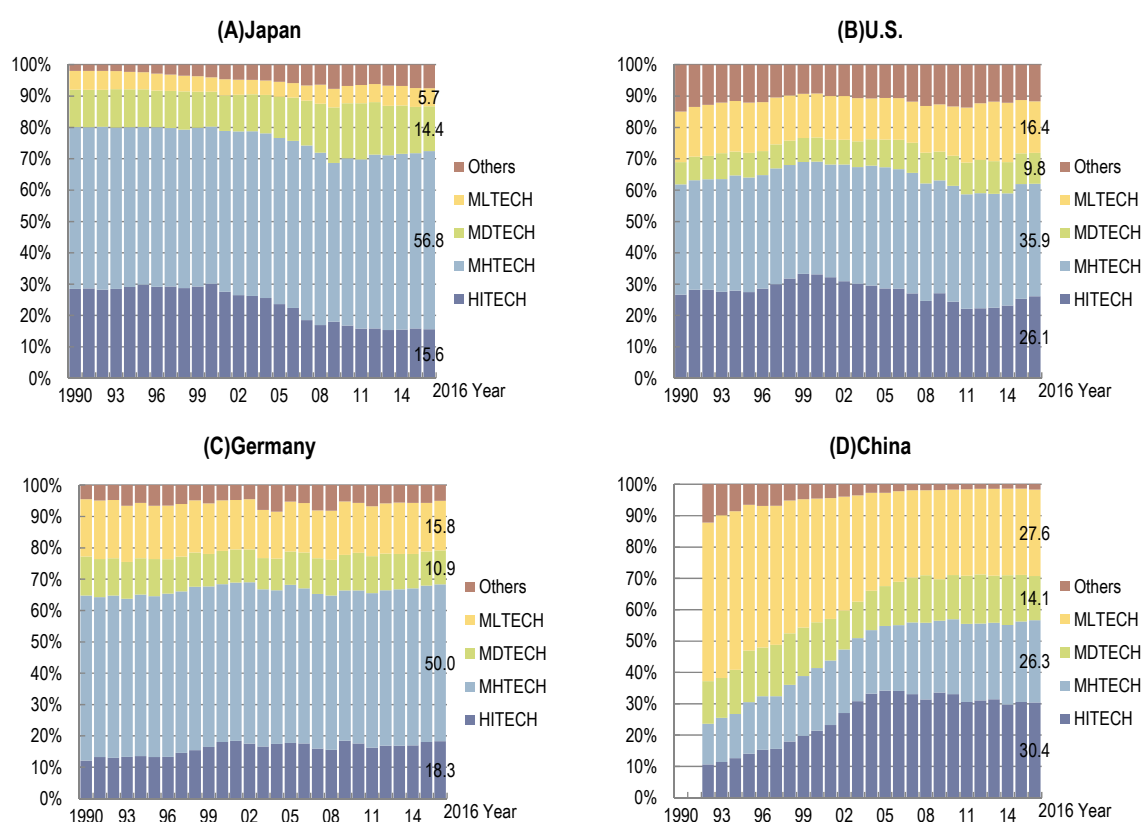 (A)Japan
100%
90%
80%
70%
60%
50%
40%
30%
20%
10%
0%
5.7
14.4
56.8
15.6
Others
MLTECH
MDTECH
MHTECH
HITECH
1990 93 96 99 02 05 08 11 14 2016 Year
(B)U.S.
100%
90%
80%
70%
60%
50%
40%
30%
20%
10%
0%
16.4
9.8
35.9
26.1
Others
MLTECH
MDTECH
MHTECH
HITECH
1990 93 96 99 02 05 08 11 14 2016 Year
(C)Germany
100%
90%
80%
70%
60%
50%
40%
30%
20%
10%
0%
15.8
10.9
50.0
18.3
Others
MLTECH
MDTECH
MHTECH
HITECH
1990 93 96 99 02 05 08 11 14 2016 Year
(D)China
100%
90%
80%
70%
60%
50%
40%
30%
20%
10%
0%
27.6
14.1
26.3
30.4
Others
MLTECH
MDTECH
MHTECH
HITECH
1990 93 96 99 02 05 08 11 14 2016 Year